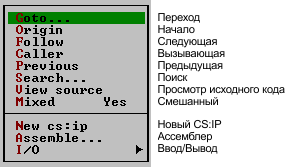 Goto... Переход
Origin Начало
Follow Следующая
Caller Вызывающая
Previous Предыдущая
Search... Поиск
View source Просмотр исходного кода
Mixed Yes Смешанный
New cs:ip Новый CS:IP
Assemble... Ассемблер
I/O Ввод/Вывод